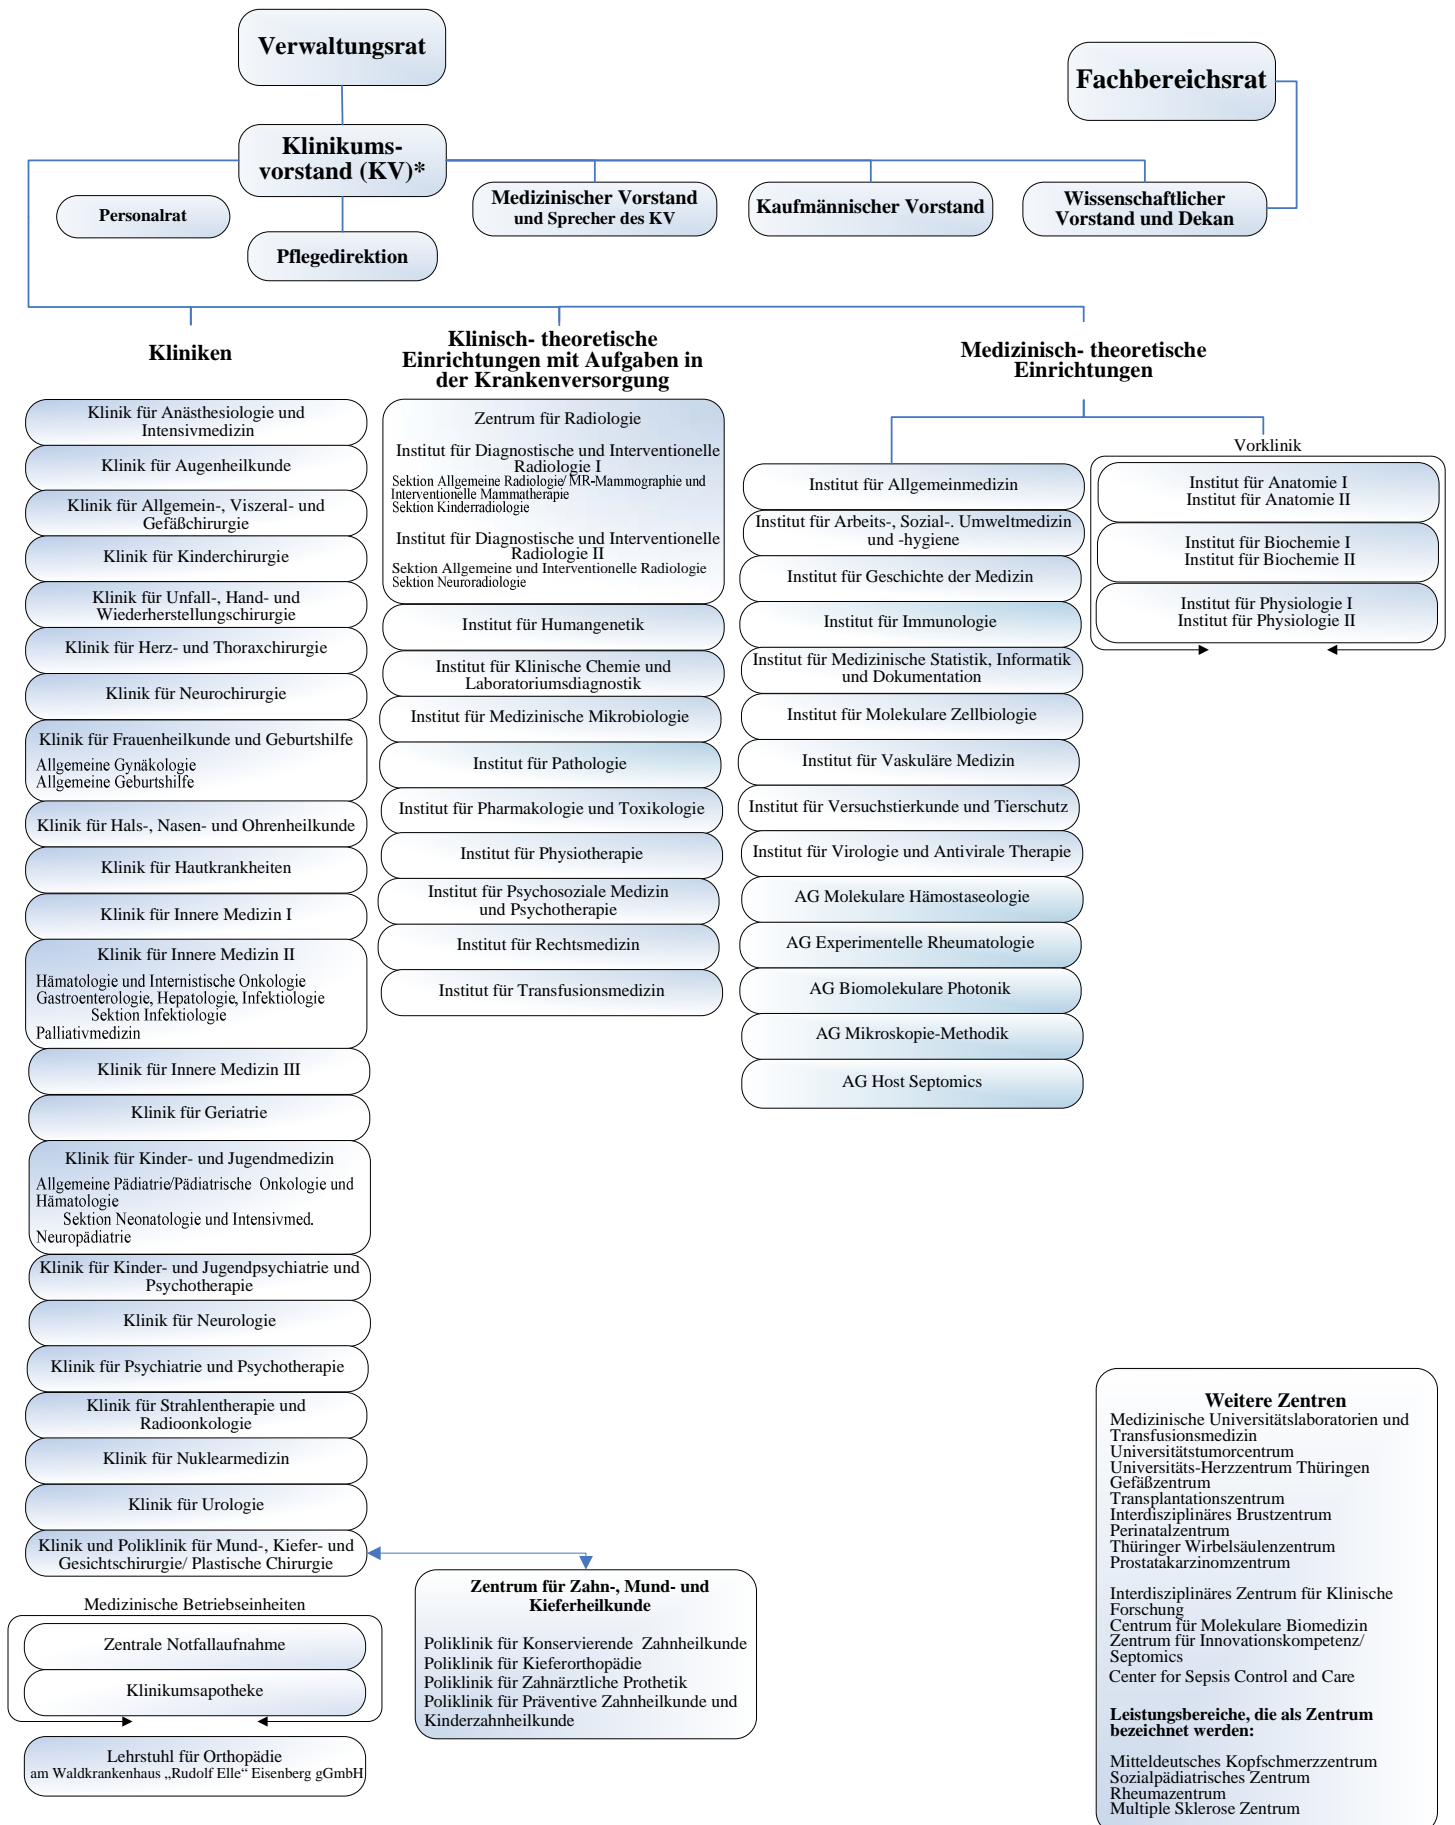 Verwaltungsrat
Fachbereichsrat
Klinikums-
vorstand (KV)*
Personalrat
Medizinischer Vorstand
und Sprecher des KV
Kaufmännischer Vorstand
Wissenschaftlicher
Vorstand und Dekan
Pflegedirektion
Kliniken
Klinik für Anästhesiologie und
Intensivmedizin
Klinik für Augenheilkunde
Klinik für Allgemein-, Viszeral- und
Gefäßchirurgie
Klinik für Kinderchirurgie
Klinik für Unfall-, Hand- und
Wiederherstellungschirurgie
Klinik für Herz- und Thoraxchirurgie
Klinik für Neurochirurgie
Klinik für Frauenheilkunde und Geburtshilfe
Allgemeine Gynäkologie
Allgemeine Geburtshilfe
Klinik für Hals-, Nasen- und Ohrenheilkunde
Klinik für Hautkrankheiten
Klinik für Innere Medizin I
Klinik für Innere Medizin II
Hämatologie und Internistische Onkologie
Gastroenterologie, Hepatologie, Infektiologie
Sektion Infektiologie
Palliativmedizin
Klinik für Innere Medizin III
Klinik für Geriatrie
Klinik für Kinder- und Jugendmedizin
Allgemeine Pädiatrie/Pädiatrische Onkologie und
Hämatologie
Sektion Neonatologie und Intensivmed.
Neuropädiatrie
Klinik für Kinder- und Jugendpsychiatrie und
Psychotherapie
Klinik für Neurologie
Klinik für Psychiatrie und Psychotherapie
Klinik für Strahlentherapie und
Radioonkologie
Klinik für Nuklearmedizin
Klinik für Urologie
Klinik und Poliklinik für Mund-, Kiefer- und
Gesichtschirurgie/ Plastische Chirurgie
Medizinische Betriebseinheiten
Zentrale Notfallaufnahme
Klinikumsapotheke
Lehrstuhl für Orthopädie
am Waldkrankenhaus „Rudolf Elle“ Eisenberg gGmbH
Klinisch- theoretische
Einrichtungen mit Aufgaben in
der Krankenversorgung
Zentrum für Radiologie
Institut für Diagnostische und Interventionelle
Radiologie I
Sektion Allgemeine Radiologie/ MR-Mammographie und
Interventionelle Mammatherapie
Sektion Kinderradiologie
Institut für Diagnostische und Interventionelle
Radiologie II
Sektion Allgemeine und Interventionelle Radiologie
Sektion Neuroradiologie
Institut für Humangenetik
Institut für Klinische Chemie und
Laboratoriumsdiagnostik
Institut für Medizinische Mikrobiologie
Institut für Pathologie
Institut für Pharmakologie und Toxikologie
Institut für Physiotherapie
Institut für Psychosoziale Medizin
und Psychotherapie
Institut für Rechtsmedizin
Institut für Transfusionsmedizin
Zentrum für Zahn-, Mund- und
Kieferheilkunde
Poliklinik für Konservierende Zahnheilkunde
Poliklinik für Kieferorthopädie
Poliklinik für Zahnärztliche Prothetik
Poliklinik für Präventive Zahnheilkunde und
Kinderzahnheilkunde
Medizinisch- theoretische
Einrichtungen
Institut für Allgemeinmedizin
Institut für Arbeits-, Sozial-. Umweltmedizin
und -hygiene
Institut für Geschichte der Medizin
Institut für Immunologie
Institut für Medizinische Statistik, Informatik
und Dokumentation
Institut für Molekulare Zellbiologie
Institut für Vaskuläre Medizin
Institut für Versuchstierkunde und Tierschutz
Institut für Virologie und Antivirale Therapie
AG Molekulare Hämostaseologie
AG Experimentelle Rheumatologie
AG Biomolekulare Photonik
AG Mikroskopie-Methodik
AG Host Septomics
Vorklinik
Institut für Anatomie I
Institut für Anatomie II
Institut für Biochemie I
Institut für Biochemie II
Institut für Physiologie I
Institut für Physiologie II
Weitere Zentren
Medizinische Universitätslaboratorien und
Transfusionsmedizin
Universitätstumorcentrum
Universitäts-Herzzentrum Thüringen
Gefäßzentrum
Transplantationszentrum
Interdisziplinäres Brustzentrum
Perinatalzentrum
Thüringer Wirbelsäulenzentrum
Prostatakarzinomzentrum
Interdisziplinäres Zentrum für Klinische
Forschung
Centrum für Molekulare Biomedizin
Zentrum für Innovationskompetenz/
Septomics
Center for Sepsis Control and Care
Leistungsbereiche, die als Zentrum
bezeichnet werden:
Mitteldeutsches Kopfschmerzzentrum
Sozialpädiatrisches Zentrum
Rheumazentrum
Multiple Sklerose Zentrum